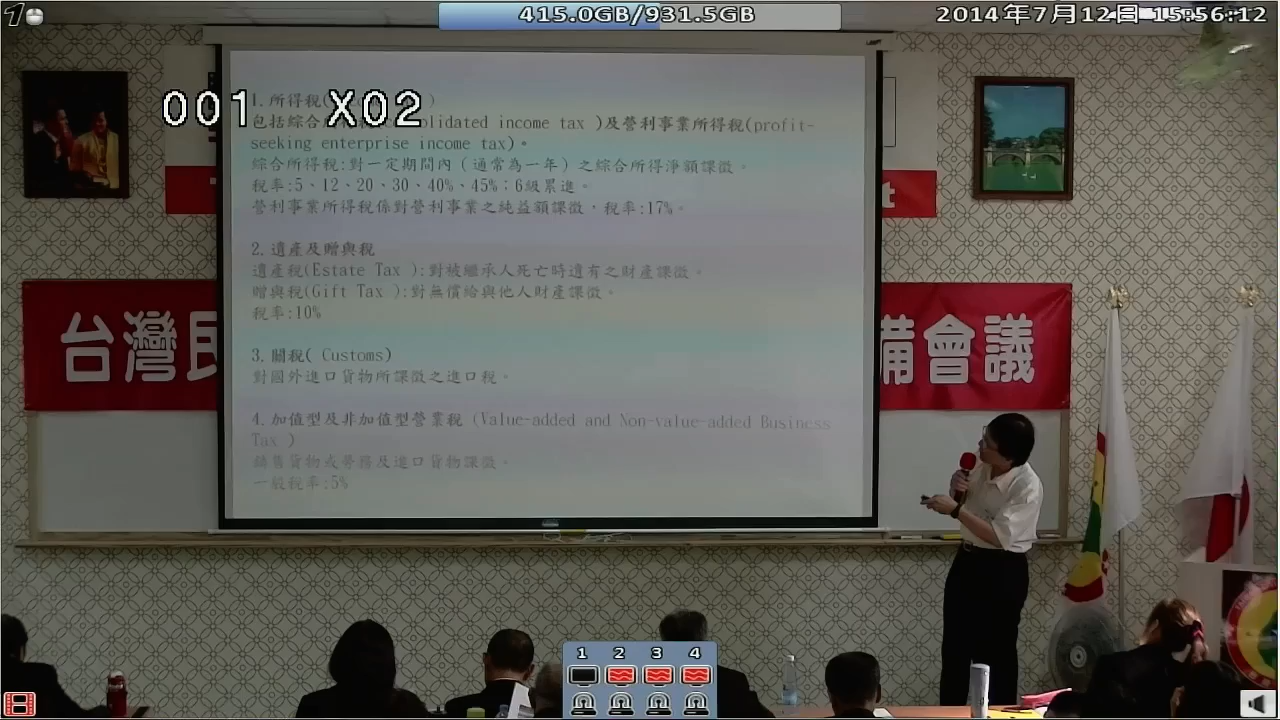 415.0GB/931.5GB
2014年7月12日 15:56:12
001 X02
1.所得稅(
包括綜合 olidated income tax )及營利事業所得稅(profit-
seeking enterprise income tax)。
綜合所得稅:對一定期間內(通常為一年)之綜合所得淨額課徵。
稅率:5、12、20、30、40%、45%；6級累進。
營利事業所得稅係對營利事業之純益額課徵，稅率:17%。
2.遺產及贈與稅
遺產稅(Estate Tax ):對被繼承人死亡時遺有之財產課徵。
贈與稅(Gift Tax ):對無償給與他人財產課徵。
稅率:10%
3.關稅( Customs)
對國外進口貨物所課徵之進口稅。
4.加值型及非加值型營業稅 (Value-added and Non-value-added Business
Tax )
銷售貨物或勞務及進口貨物課徵。
一般稅率:5%
t
台灣民
備會議
1 2 3 4